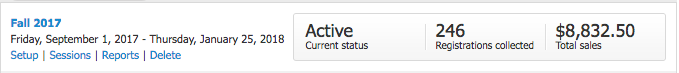 Fall 2017
Friday, September 1, 2017 - Thursday, January 25, 2018
Setup | Sessions | Reports | Delete
Active
Current status
246
Registrations collected
$8,832.50
Total sales